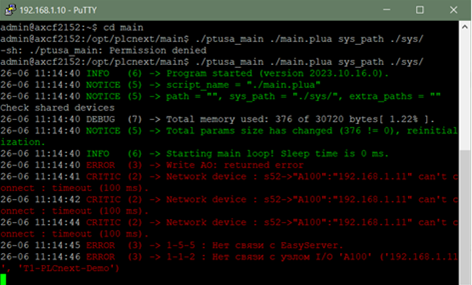 192.168.1.10 - PuTTY
admin@axcf2152:~$ cd main
admin@axcf2152:/opt/plcnext/main$ ./ptusa_main ./main.plua sys_path ./sys/
-sh: ./ptusa_main: Permission denied
admin@axcf2152:/opt/plcnext/main$ ./ptusa_main ./main.plua sys_path ./sys/
26-06 11:14:40 INFO   (6) -> Program started (version 2023.10.16.0).
26-06 11:14:40 NOTICE (5) -> script_name = "./main.plua"
26-06 11:14:40 NOTICE (5) -> path = "", sys_path = "./sys/", extra_paths = ""
Check shared devices
26-06 11:14:40 DEBUG  (7) -> Total memory used: 376 of 30720 bytes[ 1.22% ].
26-06 11:14:40 NOTICE (5) -> Total params size has changed (376 != 0), reinitial
ization.
26-06 11:14:40 INFO   (6) -> Starting main loop! Sleep time is 0 ms.
26-06 11:14:40 ERROR  (3) -> Write AO: returned error
26-06 11:14:41 CRITIC (2) -> Network device : s52->"A100":"192.168.1.11" can't c
onnect : timeout (100 ms).
26-06 11:14:42 CRITIC (2) -> Network device : s52->"A100":"192.168.1.11" can't c
onnect : timeout (100 ms).
26-06 11:14:44 CRITIC (2) -> Network device : s52->"A100":"192.168.1.11" can't c
onnect : timeout (100 ms).
26-06 11:14:45 ERROR  (3) -> 1-5-5 : Нет связи с EasyServer.
26-06 11:14:46 ERROR  (3) -> 1-1-2 : Нет связи с узлом I/O 'A100' ('192.168.1.11
', 'T1-PLCnext-Demo')